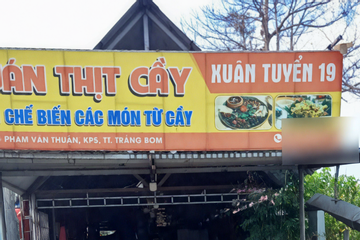 ÁN THỊT CẦY
XUÂN TUYỂN 19
CHẾ BIẾN CÁC MÓN TỪ CẦY
PHẠM VĂN THUẬN, KP5, TT. TRẢNG BOM